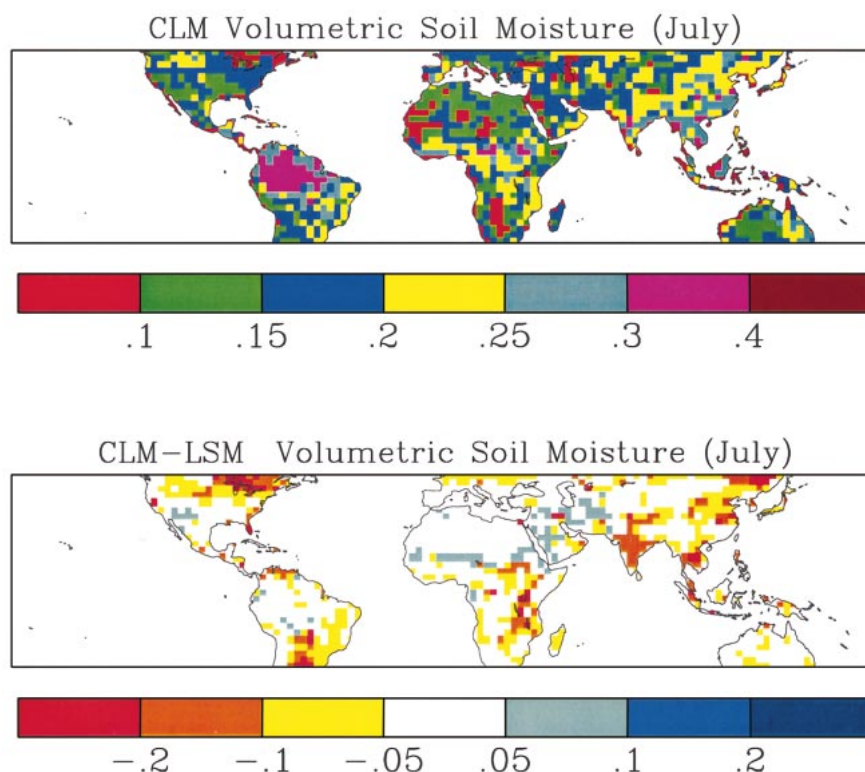 CLM Volumetric Soil Moisture (July)
.1 .15 .2 .25 .3 .4
CLM-LSM Volumetric Soil Moisture (July)
-.2 -.1 -.05 .05 .1 .2